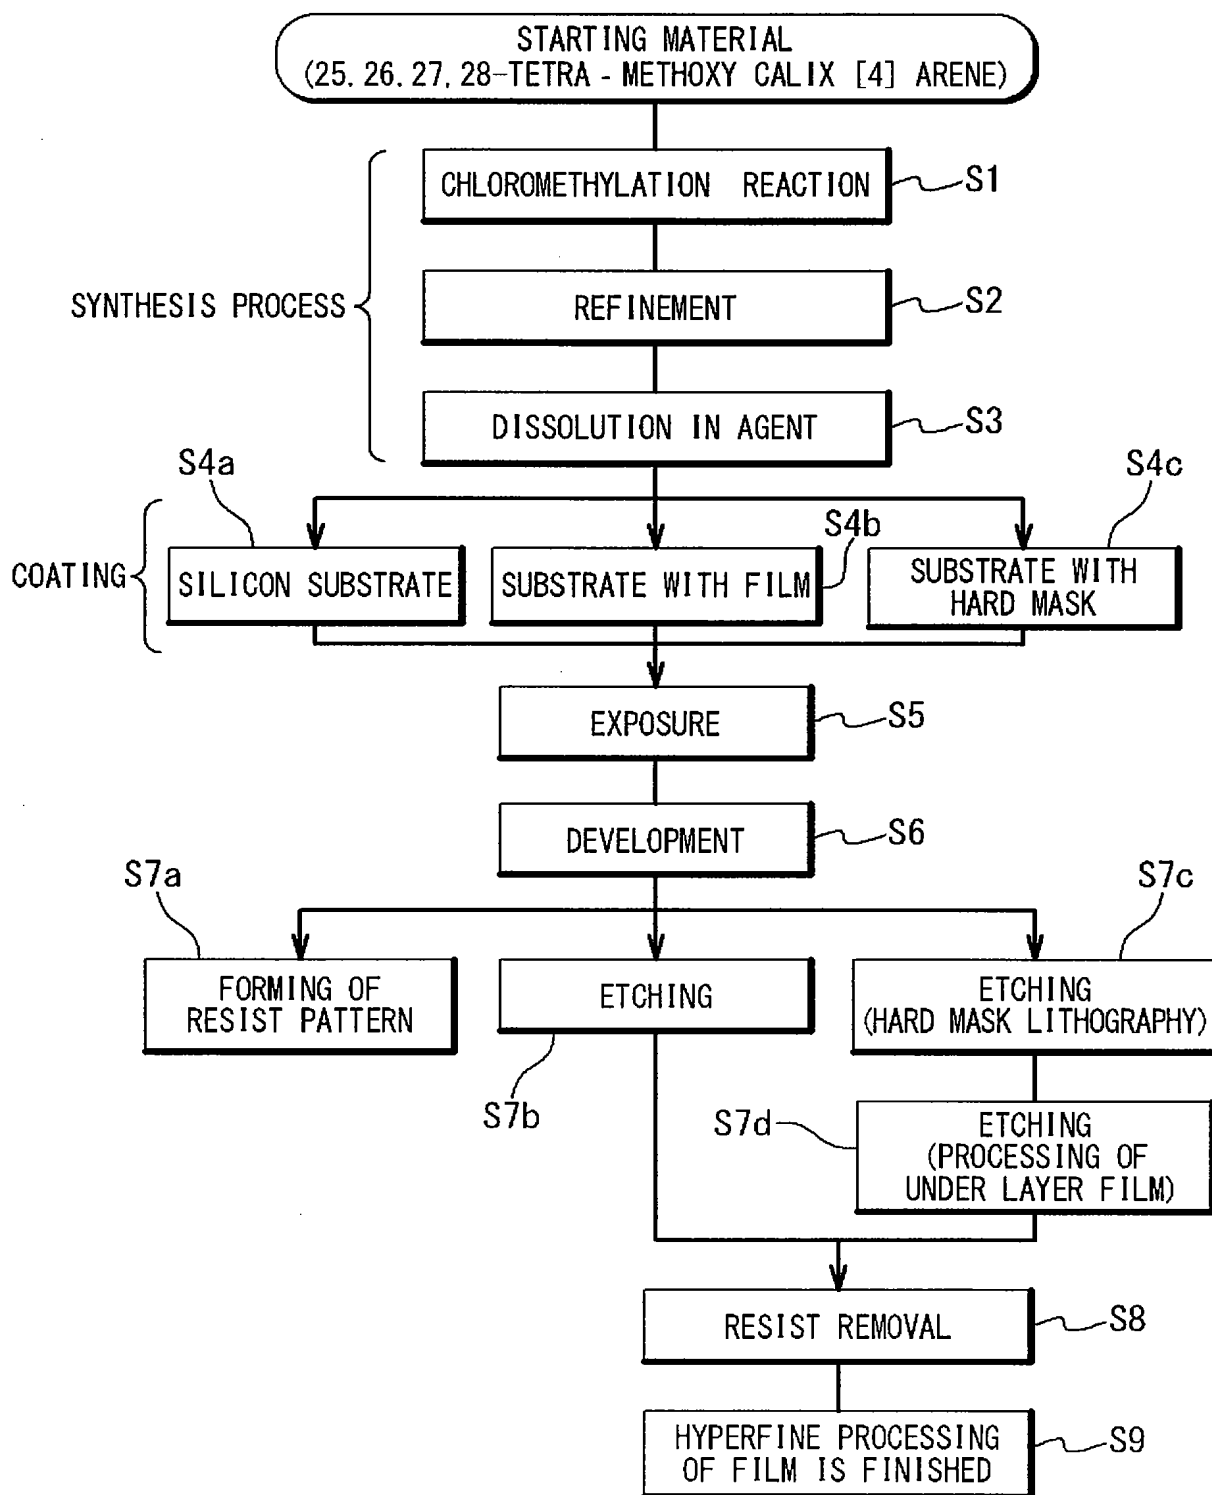 STARTING MATERIAL
(25, 26, 27, 28-TETRA - METHOXY CALIX [4] ARENE)
CHLOROMETHYLATION REACTION
S1
SYNTHESIS PROCESS
REFINEMENT
S2
DISSOLUTION IN AGENT
S3
S4a
S4b
S4c
COATING
SILICON SUBSTRATE
SUBSTRATE WITH FILM
SUBSTRATE WITH
HARD MASK
EXPOSURE
S5
DEVELOPMENT
S6
S7a
S7c
FORMING OF
RESIST PATTERN
ETCHING
ETCHING
(HARD MASK LITHOGRAPHY)
S7b
S7d
ETCHING
(PROCESSING OF
UNDER LAYER FILM)
RESIST REMOVAL
S8
HYPERFINE PROCESSING
OF FILM IS FINISHED
S9